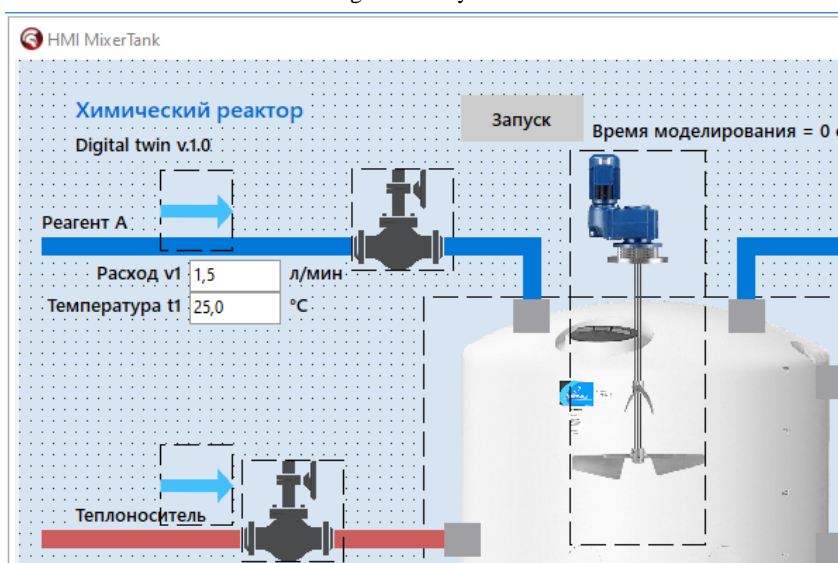 HMI MixerTank
Химический реактор
Digital twin v.1.0
Запуск
Время моделирования = 0
Реагент А
Расход v1 1,5 л/мин
Температура t1 25,0 °C
Теплоноситель